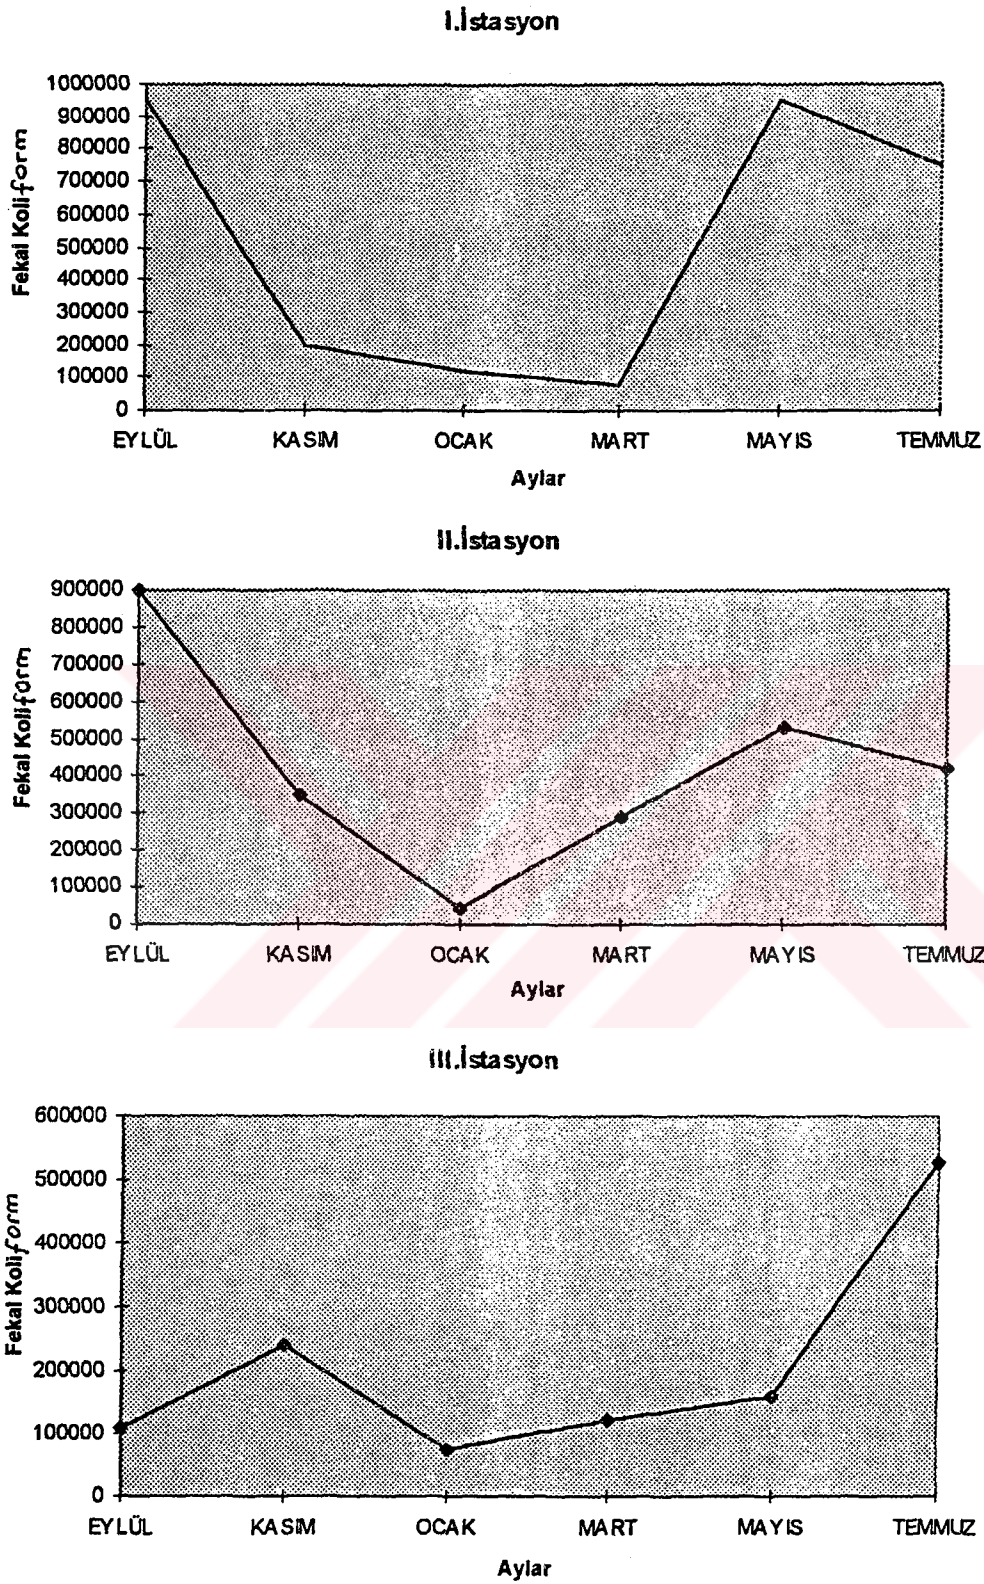 I.İstasyon
1000000
900000
800000
700000
600000
500000
400000
300000
200000
100000
0
Fekal Koliform
EYLÜL KASIM OCAK MART MAYIS TEMMUZ
Aylar
II.İstasyon
900000
800000
700000
600000
500000
400000
300000
200000
100000
0
Fekal Koliform
EYLÜL KASIM OCAK MART MAYIS TEMMUZ
Aylar
III.İstasyon
600000
500000
400000
300000
200000
100000
0
Fekal Koliform
EYLÜL KASIM OCAK MART MAYIS TEMMUZ
Aylar